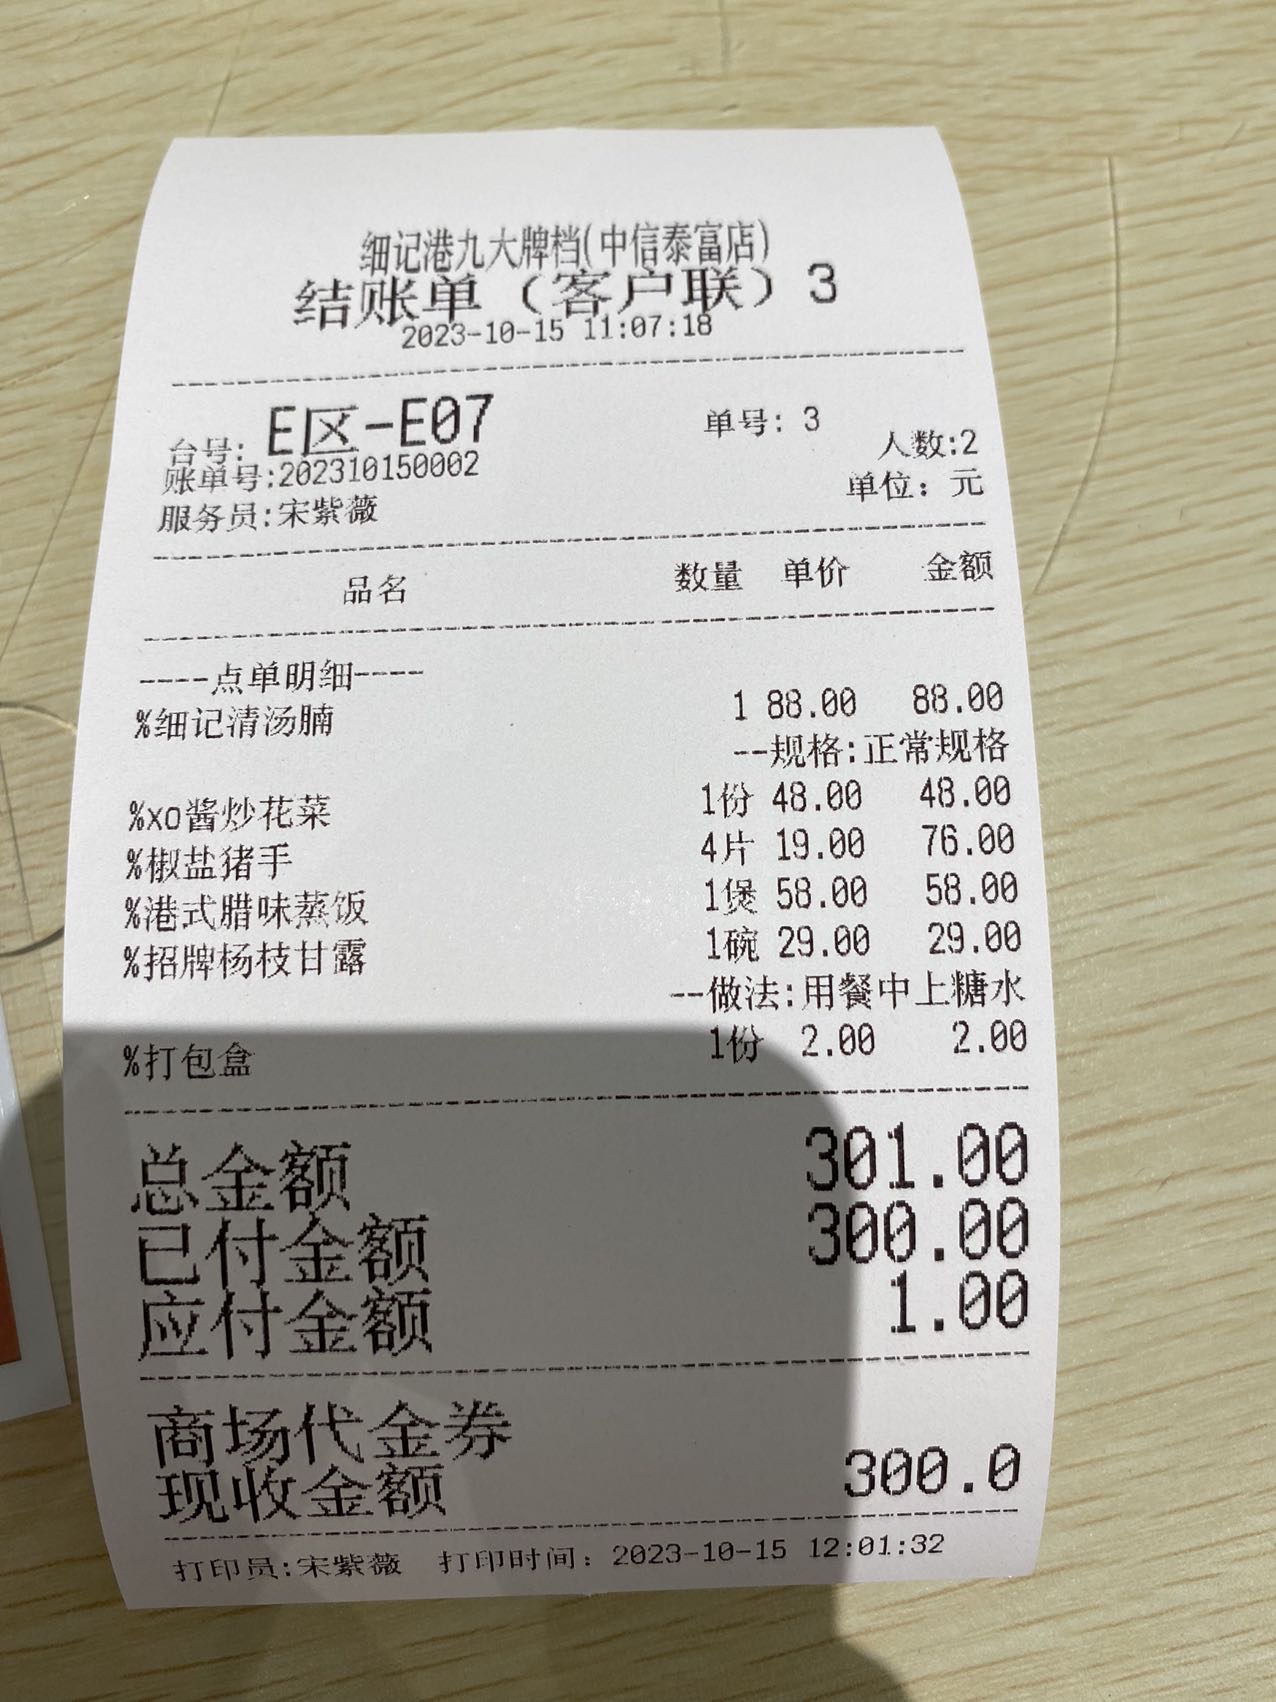 细记港九大牌档(中信泰富店)
结账单（客户联）3
2023-10-15 11:07:18
台号: E区-E07 单号: 3
账单号:202310150002 人数:2
服务员:宋紫薇 单位：元
品名 数量 单价 金额
----点单明细----
%细记清汤腩 1 88.00 88.00
--规格:正常规格
%xo酱炒花菜 1份 48.00 48.00
%椒盐猪手 4片 19.00 76.00
%港式腊味蒸饭 1煲 58.00 58.00
%招牌杨枝甘露 1碗 29.00 29.00
--做法:用餐中上糖水
%打包盒 1份 2.00 2.00
总金额 301.00
已付金额 300.00
应付金额 1.00
商场代金券
现收金额 300.0
打印员:宋紫薇 打印时间：2023-10-15 12:01:32